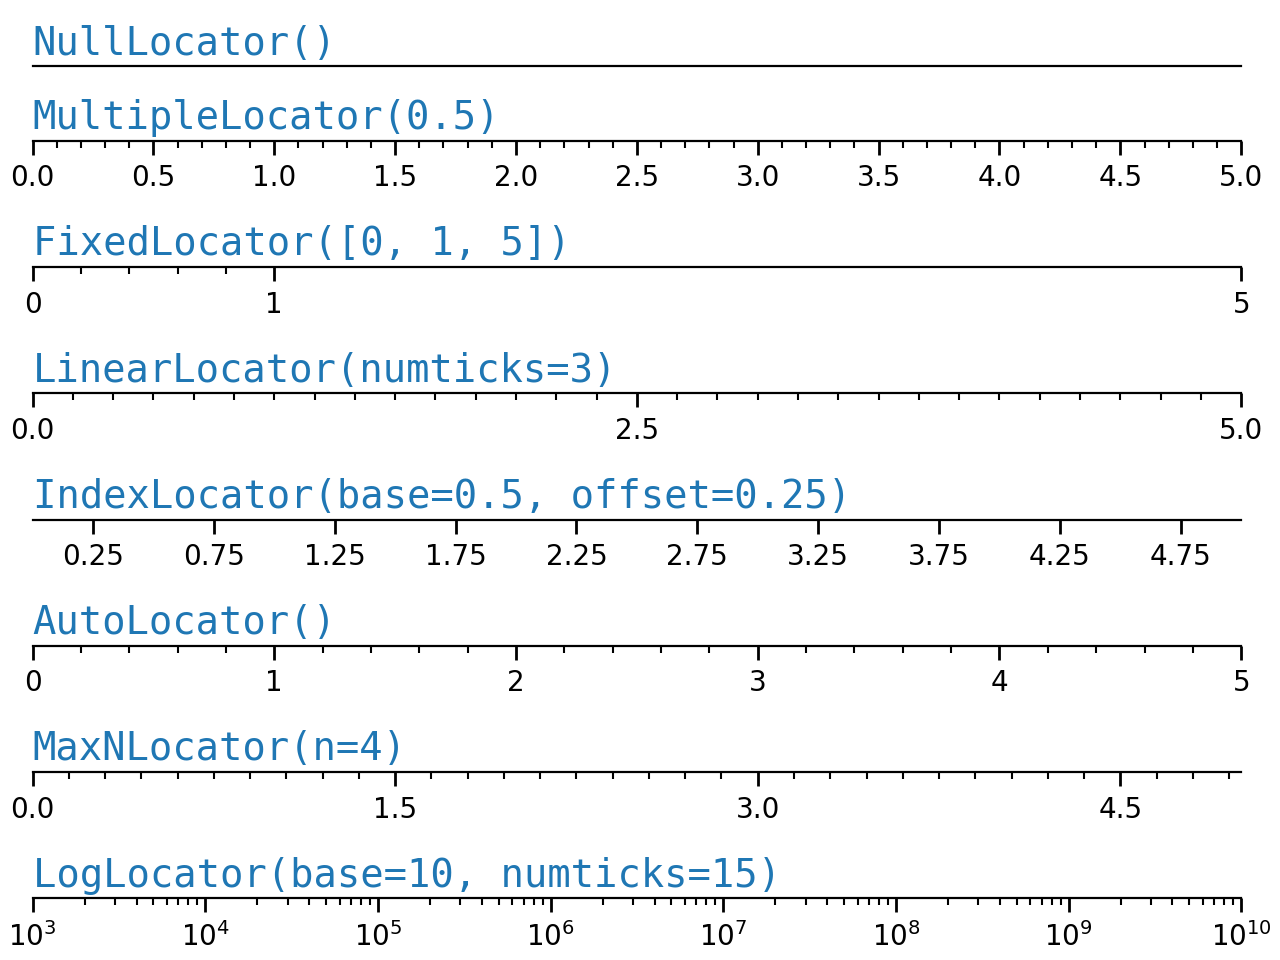 NullLocator()
MultipleLocator(0.5)
0.0 0.5 1.0 1.5 2.0 2.5 3.0 3.5 4.0 4.5 5.0
FixedLocator([0, 1, 5])
0 1 5
LinearLocator(numticks=3)
0.0 2.5 5.0
IndexLocator(base=0.5, offset=0.25)
0.25 0.75 1.25 1.75 2.25 2.75 3.25 3.75 4.25 4.75
AutoLocator()
0 1 2 3 4 5
MaxNLocator(n=4)
0.0 1.5 3.0 4.5
LogLocator(base=10, numticks=15)
10³ 10⁴ 10⁵ 10⁶ 10⁷ 10⁸ 10⁹ 10¹⁰